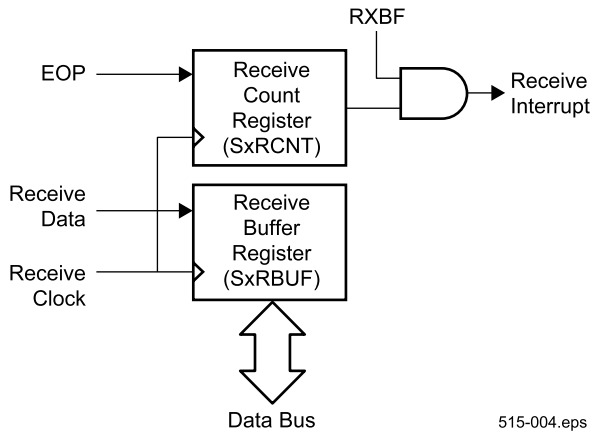 RXBF
EOP
Receive
Count
Register
(SxRCNT)
Receive
Interrupt
Receive
Data
Receive
Buffer
Register
(SxRBUF)
Receive
Clock
Data Bus
515-004.eps